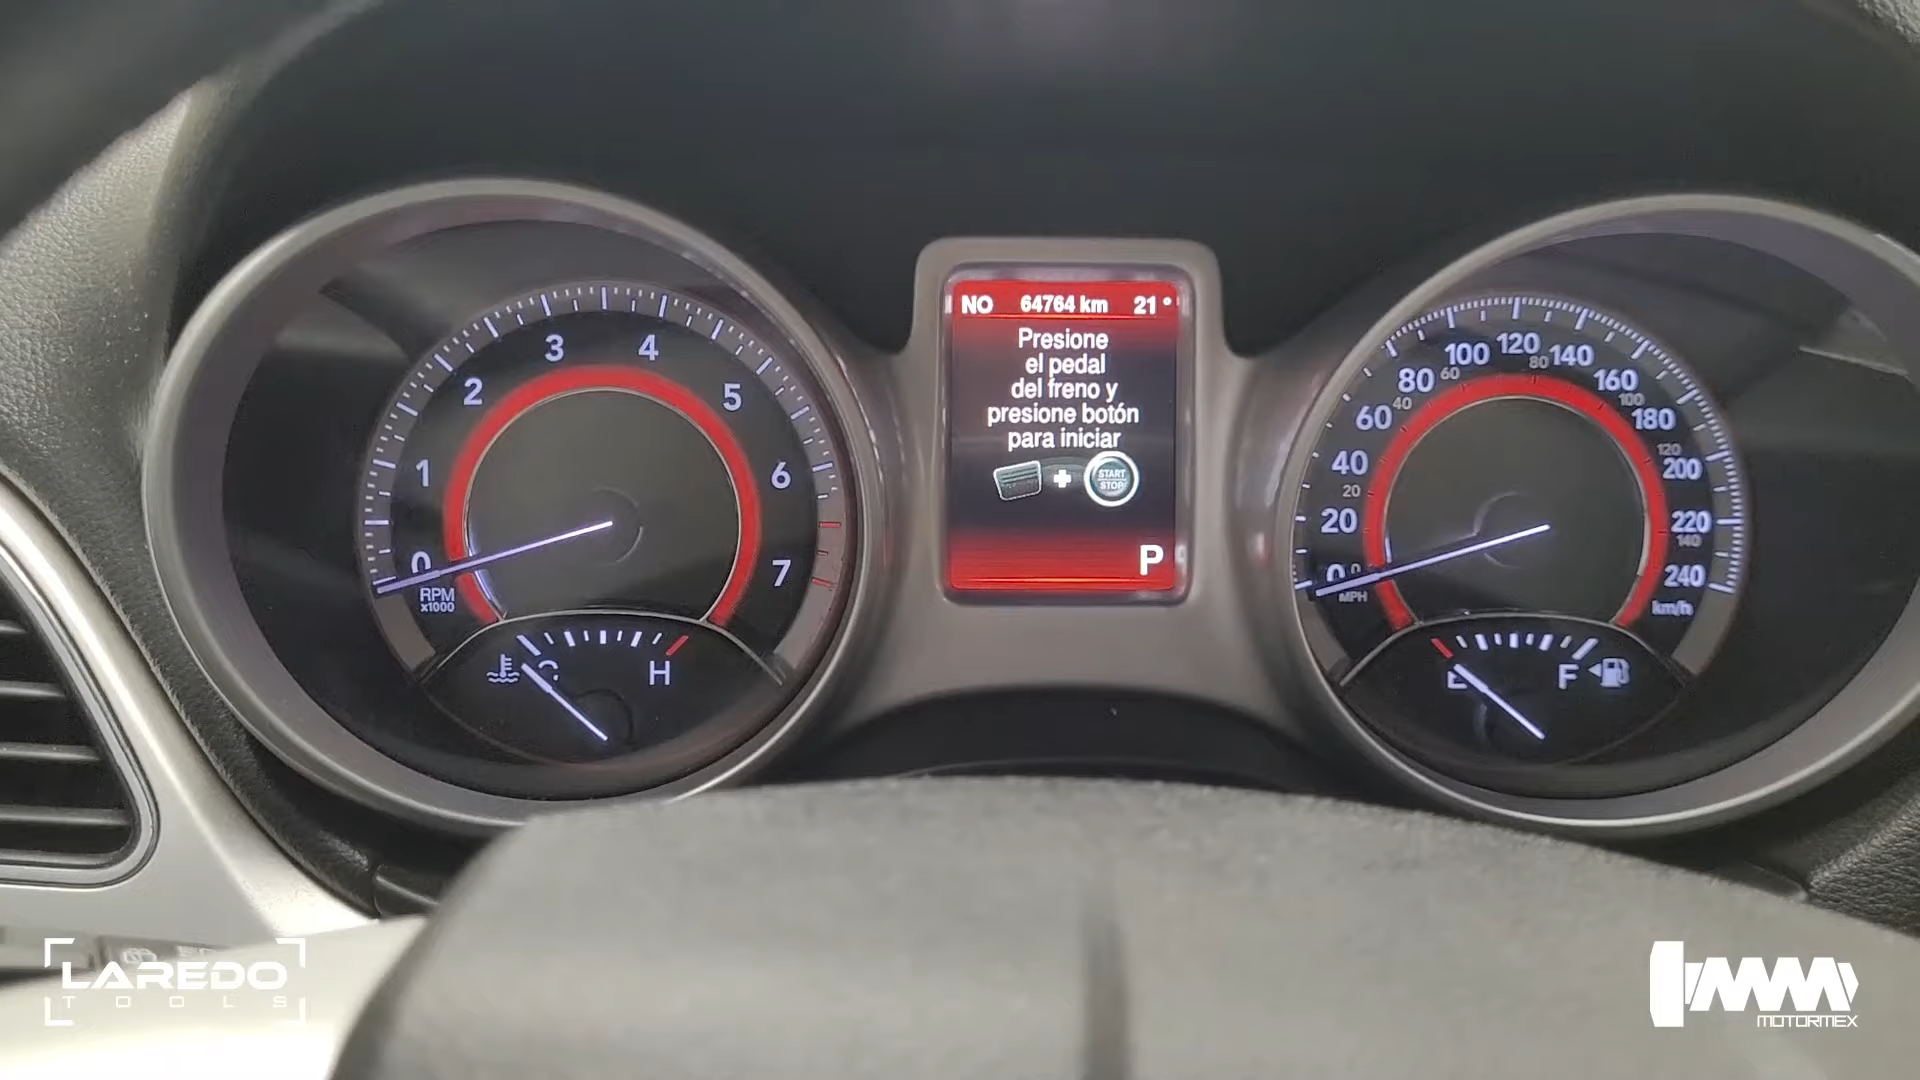 NO 64764 km 21°
Presione
el pedal
del freno y
presione botón
para iniciar
START
STOP
P
0 1 2 3 4 5 6 7
RPM
x1000
H
0 20 40 60 80 100 120 140 160 180 200 220 240
0 20 40 60 80 100 120 140
MPH
km/h
F
LAREDO
TOOLS
MOTORMEX